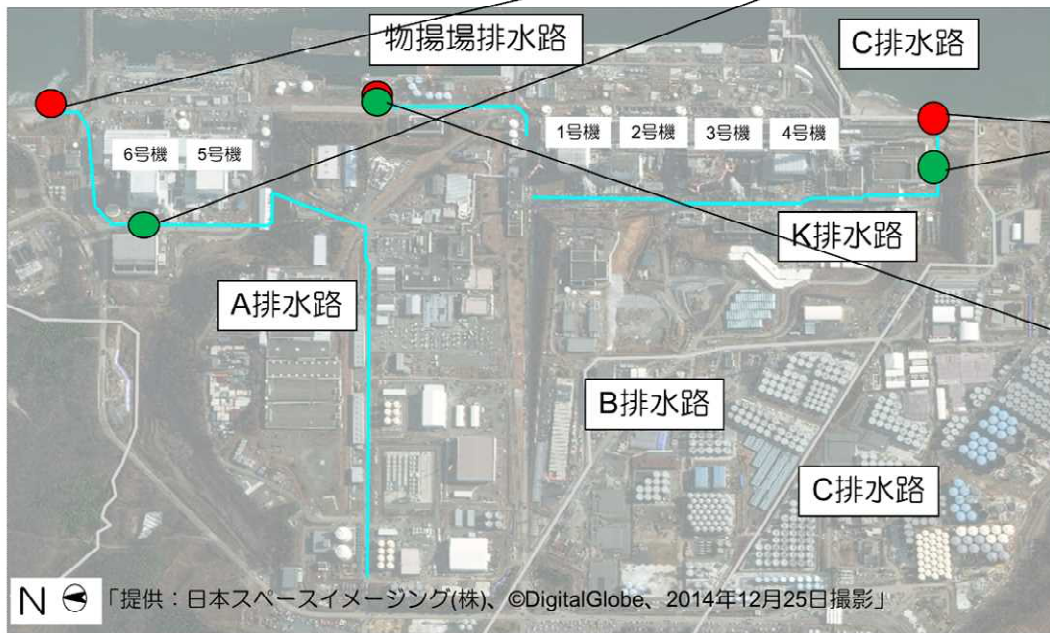 物揚場排水路
C排水路
1号機
2号機
3号機
4号機
6号機
5号機
K排水路
A排水路
B排水路
C排水路
N 「提供：日本スペースイメージング(株)、©DigitalGlobe、2014年12月25日撮影」